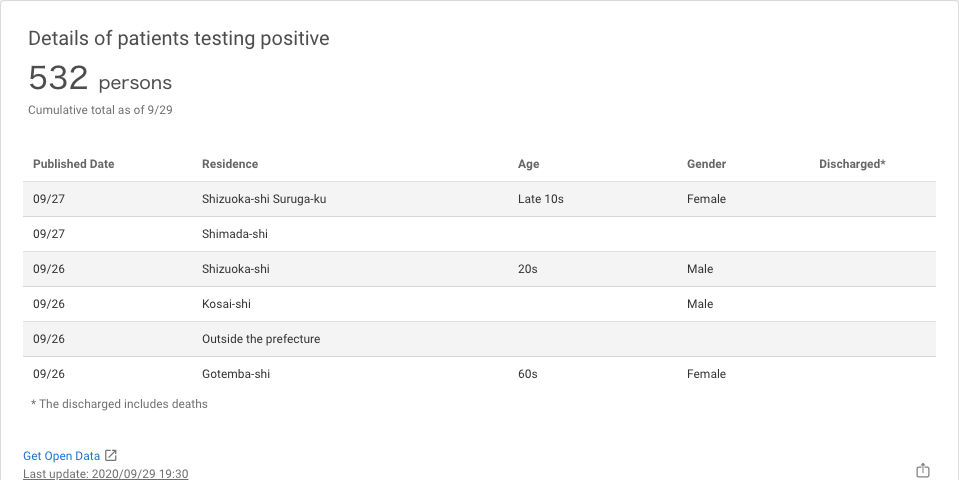 Details of patients testing positive
532 persons
Cumulative total as of 9/29
Published Date Residence Age Gender Discharged*
09/27 Shizuoka-shi Suruga-ku Late 10s Female
09/27 Shimada-shi
09/26 Shizuoka-shi 20s Male
09/26 Kosai-shi Male
09/26 Outside the prefecture
09/26 Gotemba-shi 60s Female
* The discharged includes deaths
Get Open Data
Last update: 2020/09/29 19:30